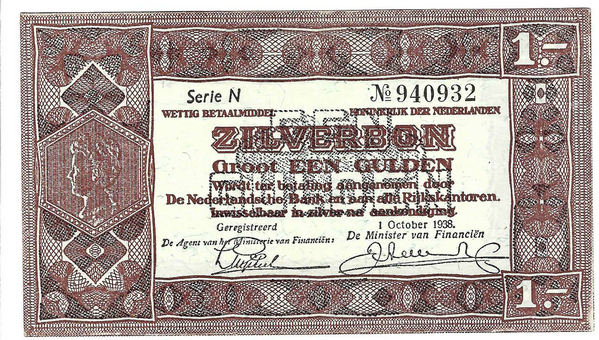 1.-
Serie N № 940932
WETTIG BETAALMIDDEL KONINKRIJK DER NEDERLANDEN
ZILVERBON
Groot EEN GULDEN
Wordt ter betaling aangenomen door
De Nederlandsche Bank en aan alle Rijkskantoren.
Inwisselbaar in zilver na aankondiging.
Geregistreerd 1 October 1938.
De Agent van het Ministerie van Financiën: De Minister van Financiën
1.-